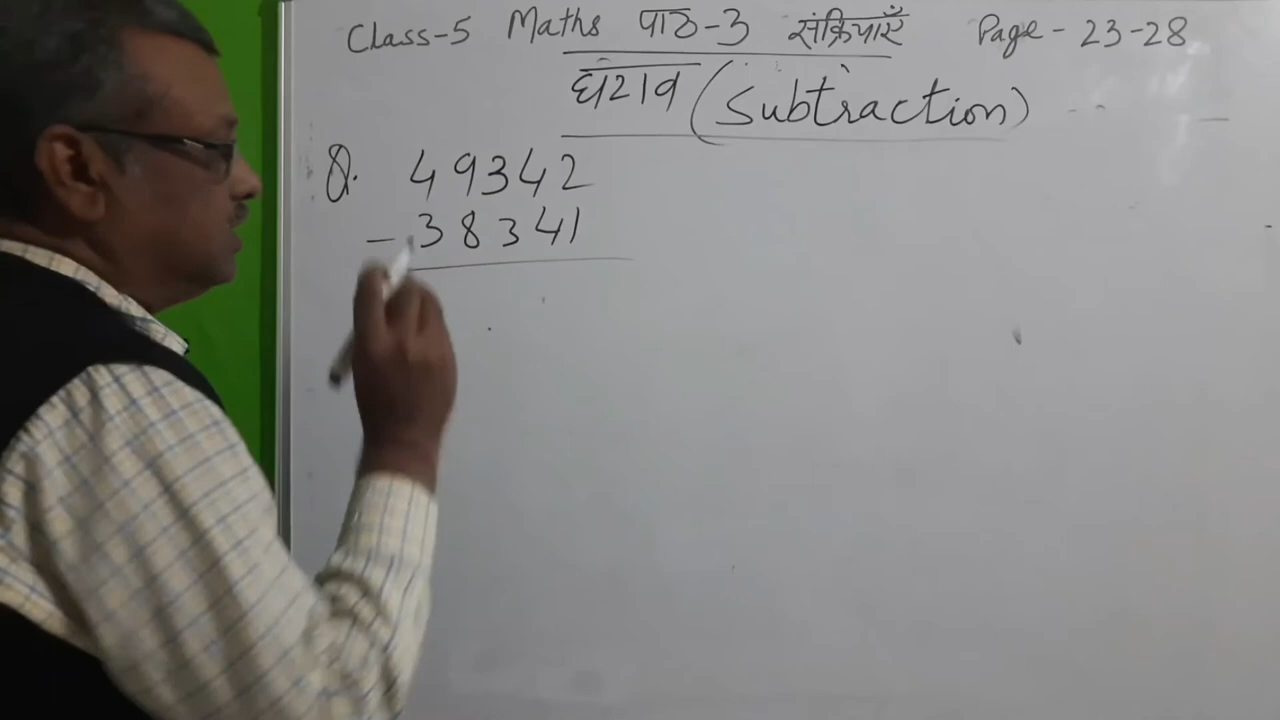 Class-5 Maths पाठ-3 संक्रियाएँ Page - 23-28
घटाव (Subtraction)
Q. 49342
- 38341